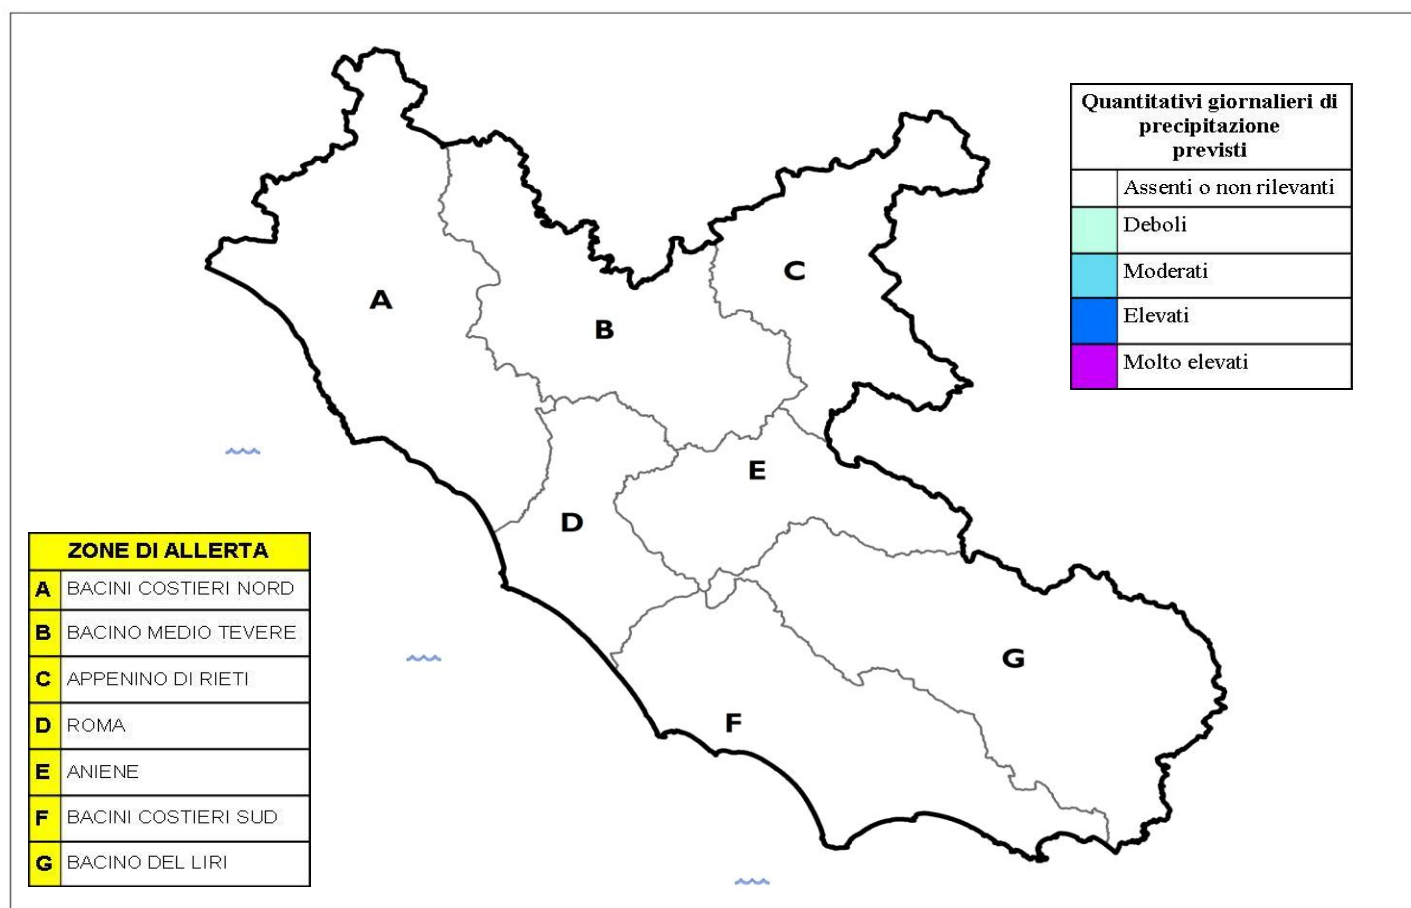 Quantitativi giornalieri di
precipitazione
previsti
Assenti o non rilevanti
Deboli
Moderati
Elevati
Molto elevati
A
B
C
D
E
F
G
ZONE DI ALLERTA
A BACINI COSTIERI NORD
B BACINO MEDIO TEVERE
C APPENINO DI RIETI
D ROMA
E ANIENE
F BACINI COSTIERI SUD
G BACINO DEL LIRI